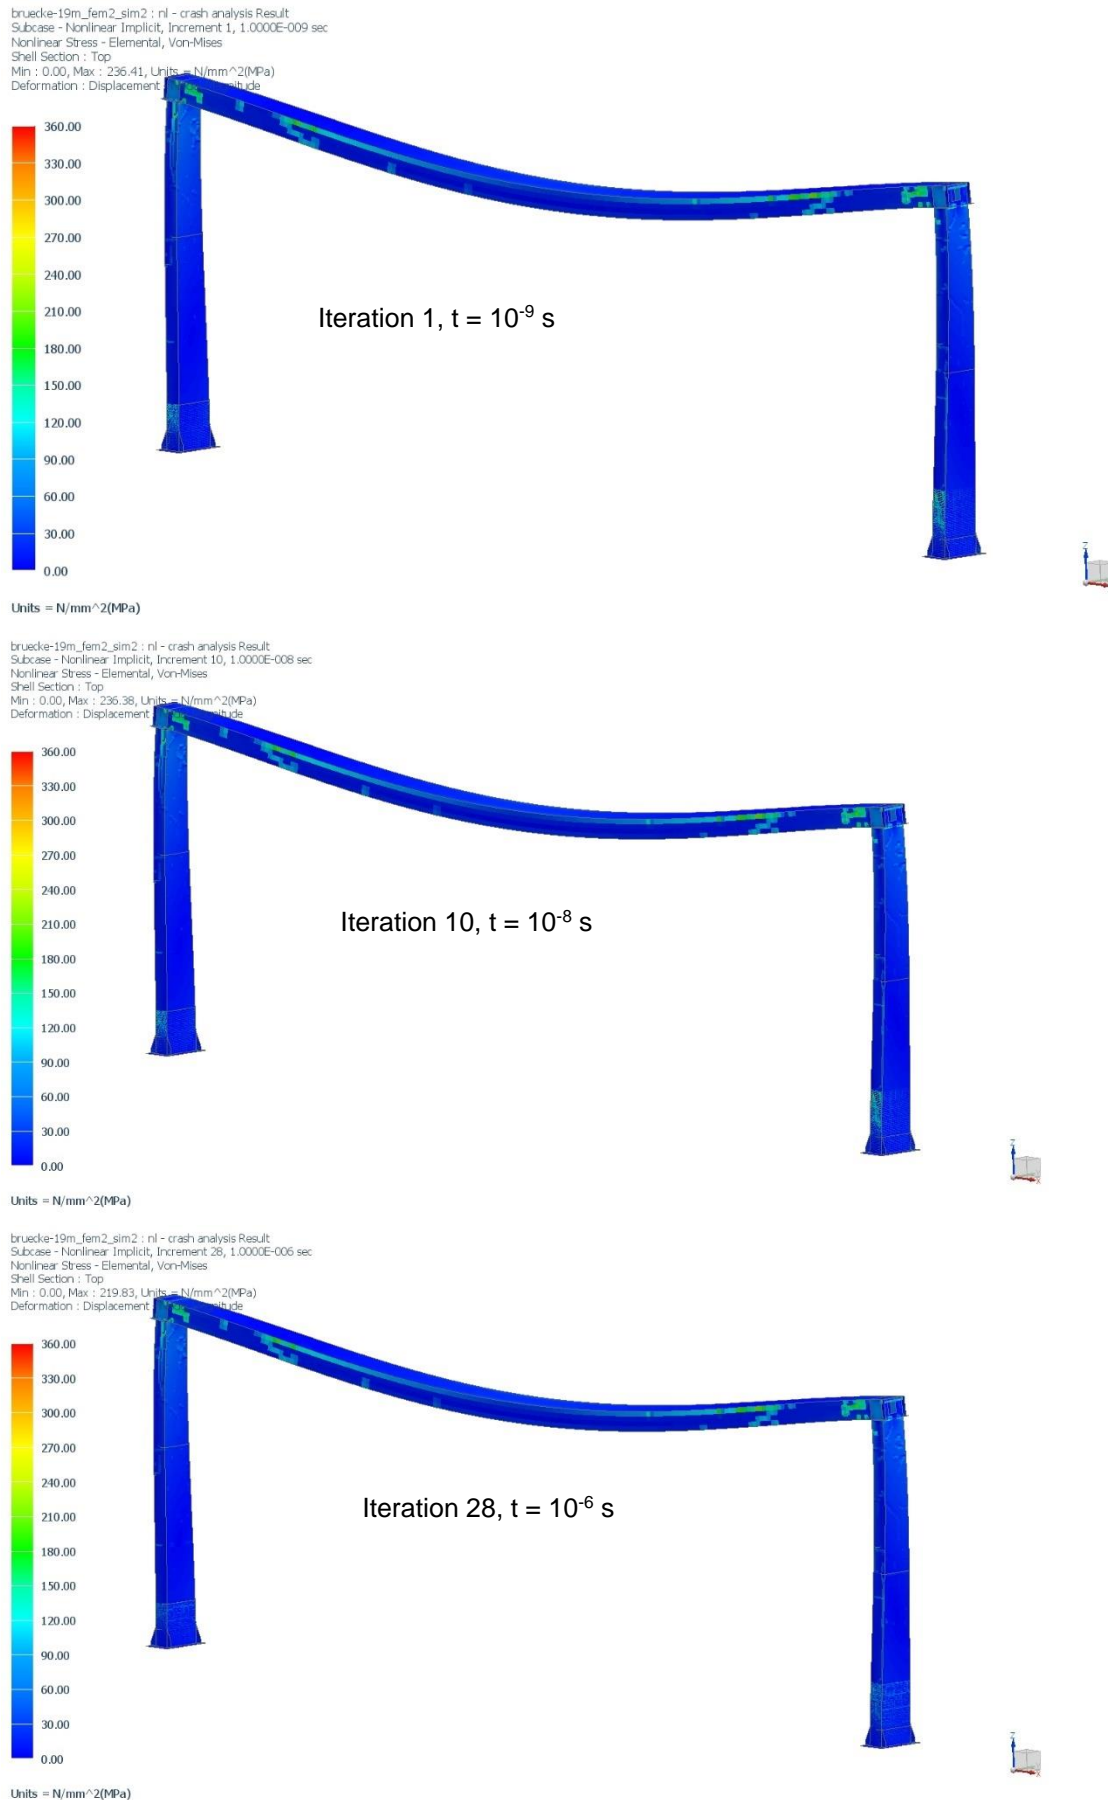 bruecke-19m_fem2_sim2 : nl - crash analysis Result
Subcase - Nonlinear Implicit, Increment 1, 1.0000E-009 sec
Nonlinear Stress - Elemental, Von-Mises
Shell Section : Top
Min : 0.00, Max : 236.41, Units = N/mm^2(MPa)
Deformation : Displacement
360.00
330.00
300.00
270.00
240.00
210.00
180.00
150.00
120.00
90.00
60.00
30.00
0.00
Iteration 1, t = 10⁻⁹ s
Z
Units = N/mm^2(MPa)
bruecke-19m_fem2_sim2 : nl - crash analysis Result
Subcase - Nonlinear Implicit, Increment 10, 1.0000E-008 sec
Nonlinear Stress - Elemental, Von-Mises
Shell Section : Top
Min : 0.00, Max : 236.38, Units = N/mm^2(MPa)
Deformation : Displacement
360.00
330.00
300.00
270.00
240.00
210.00
180.00
150.00
120.00
90.00
60.00
30.00
0.00
Iteration 10, t = 10⁻⁸ s
Z
X
Units = N/mm^2(MPa)
bruecke-19m_fem2_sim2 : nl - crash analysis Result
Subcase - Nonlinear Implicit, Increment 28, 1.0000E-006 sec
Nonlinear Stress - Elemental, Von-Mises
Shell Section : Top
Min : 0.00, Max : 219.83, Units = N/mm^2(MPa)
Deformation : Displacement
360.00
330.00
300.00
270.00
240.00
210.00
180.00
150.00
120.00
90.00
60.00
30.00
0.00
Iteration 28, t = 10⁻⁶ s
Z
X
Units = N/mm^2(MPa)